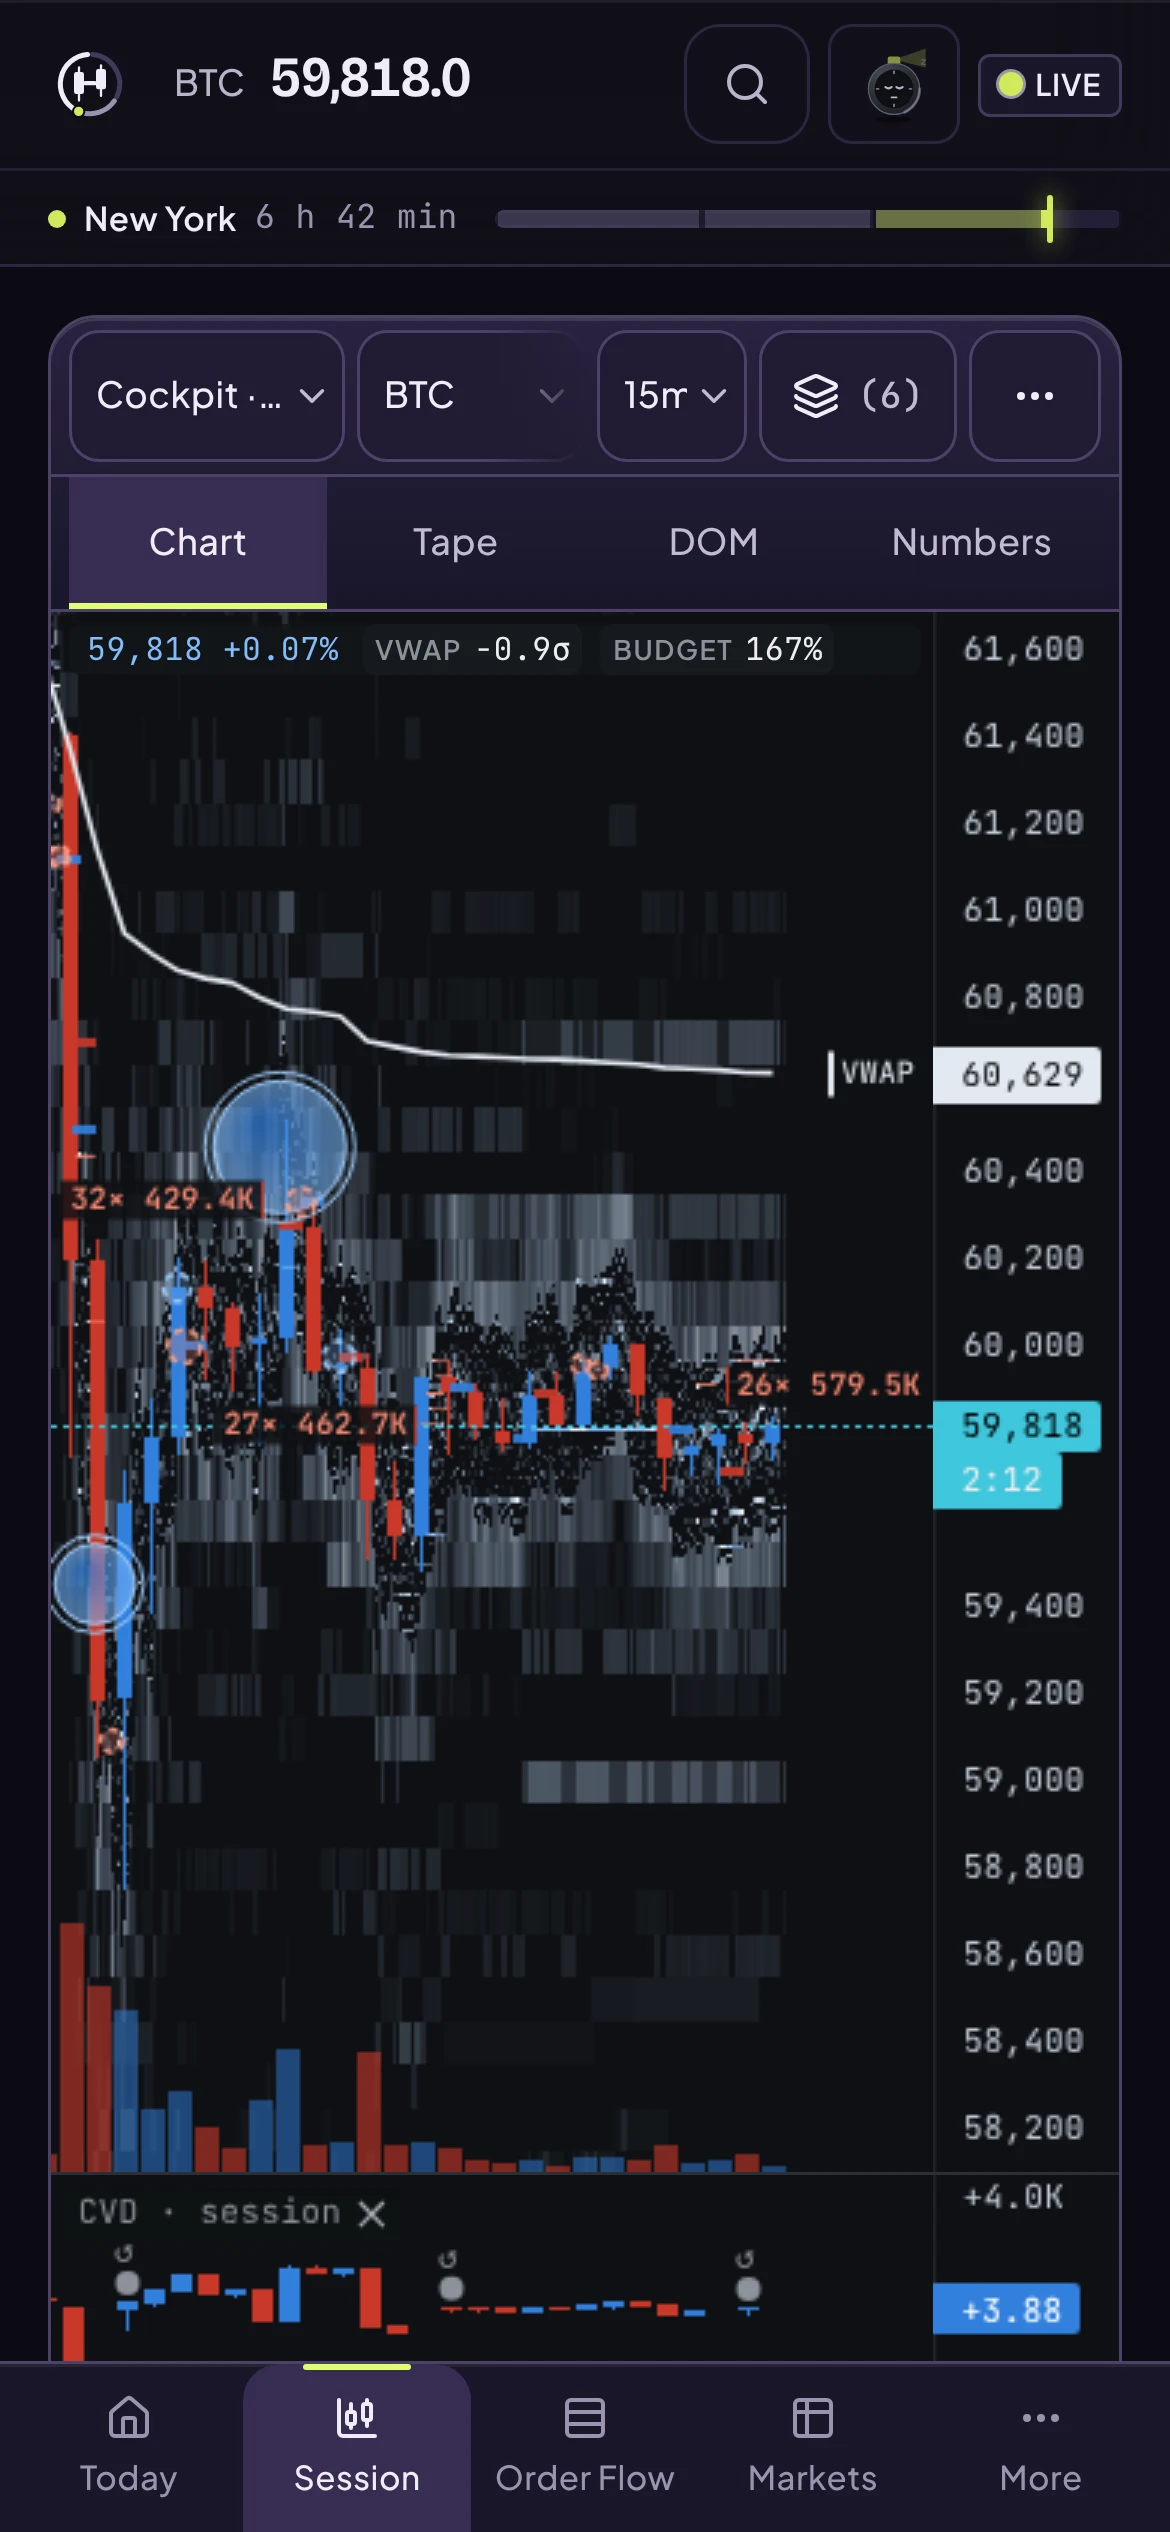 BTC 59,818.0 LIVE
New York 6 h 42 min
Cockpit ·... BTC 15m (6)
Chart Tape DOM Numbers
59,818 +0.07% VWAP -0.9σ BUDGET 167%
61,600
61,400
61,200
61,000
60,800
VWAP 60,629
60,400
32× 429.4K
60,200
60,000
26× 579.5K
27× 462.7K
59,818
2:12
59,400
59,200
59,000
58,800
58,600
58,400
58,200
CVD · session
+4.0K
+3.88
Today Session Order Flow Markets More